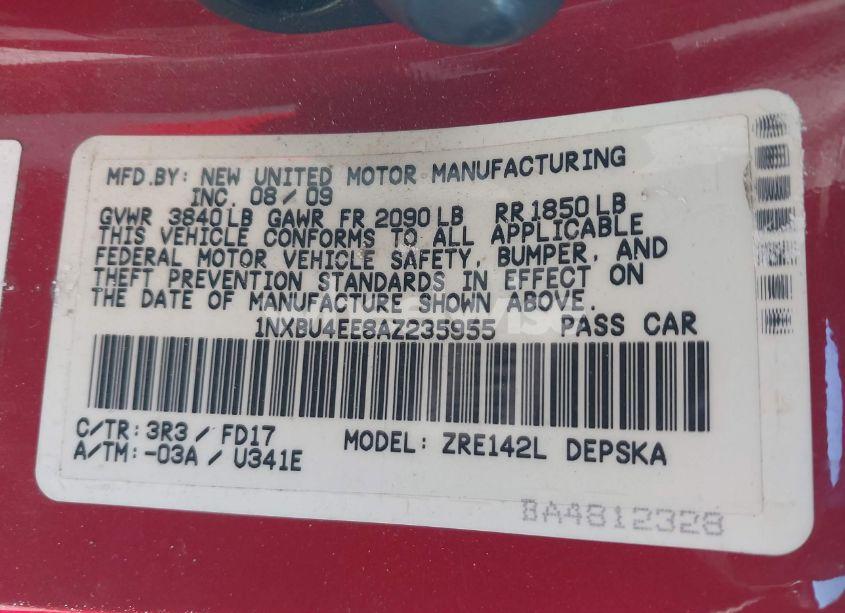 MFD.BY: NEW UNITED MOTOR MANUFACTURING
INC. 08/09
GVWR 3840LB GAWR FR 2090LB RR1850LB
THIS VEHICLE CONFORMS TO ALL APPLICABLE
FEDERAL MOTOR VEHICLE SAFETY, BUMPER, AND
THEFT PREVENTION STANDARDS IN EFFECT ON
THE DATE OF MANUFACTURE SHOWN ABOVE.
1NXBU4EE8AZ235955 PASS CAR
C/TR: 3R3 / FD17 MODEL: ZRE142L DEPSKA
A/TM: -03A / U341E
BA4812328